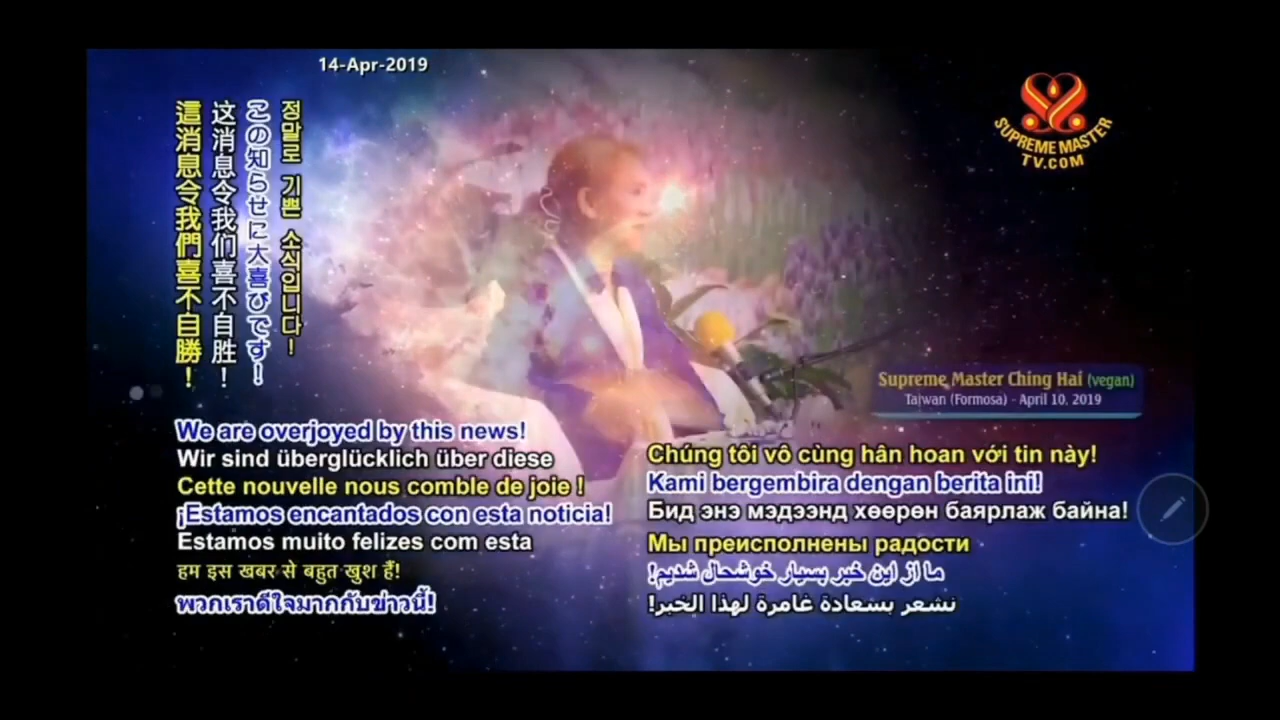 14-Apr-2019
SUPREME MASTER
TV.COM
정말로 기쁜 소식입니다!
この知らせに大喜びです!
这消息令我们喜不自胜!
這消息令我們喜不自勝!
Supreme Master Ching Hai (vegan)
Taiwan (Formosa) - April 10, 2019
We are overjoyed by this news!
Wir sind überglücklich über diese
Cette nouvelle nous comble de joie !
¡Estamos encantados con esta noticia!
Estamos muito felizes com esta
हम इस खबर से बहुत खुश हैं!
พวกเราดีใจมากกับข่าวนี้!
Chúng tôi vô cùng hân hoan với tin này!
Kami bergembira dengan berita ini!
Бид энэ мэдээнд хөөрөн баярлаж байна!
Мы преисполнены радости
ما از این خبر بسیار خوشحال شدیم!
نشعر بسعادة غامرة لهذا الخبر!